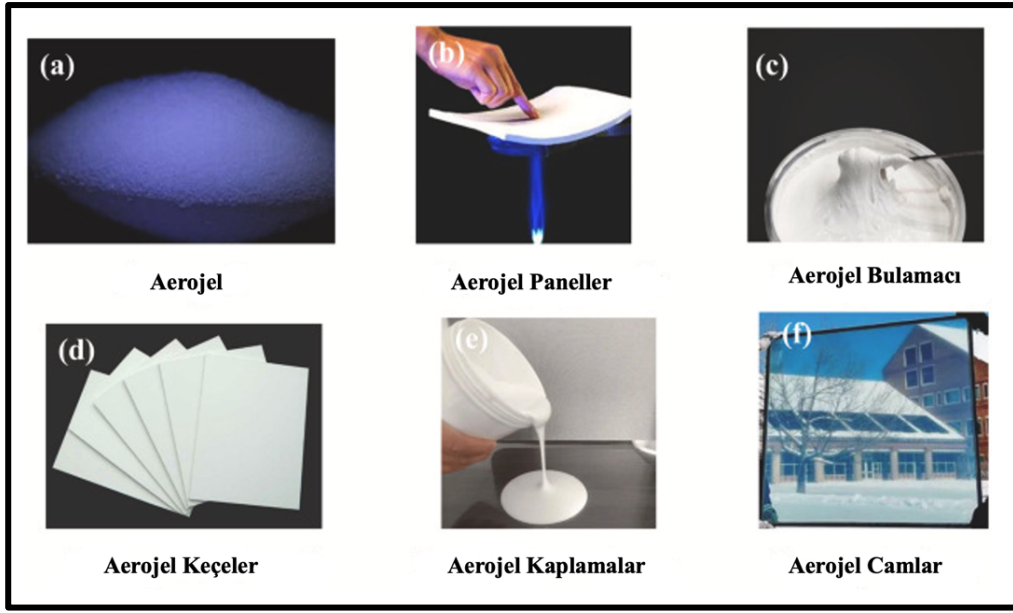 (a)
(b)
(c)
Aerojel
Aerojel Paneller
Aerojel Bulamacı
(d)
(e)
(f)
Aerojel Keçeler
Aerojel Kaplamalar
Aerojel Camlar